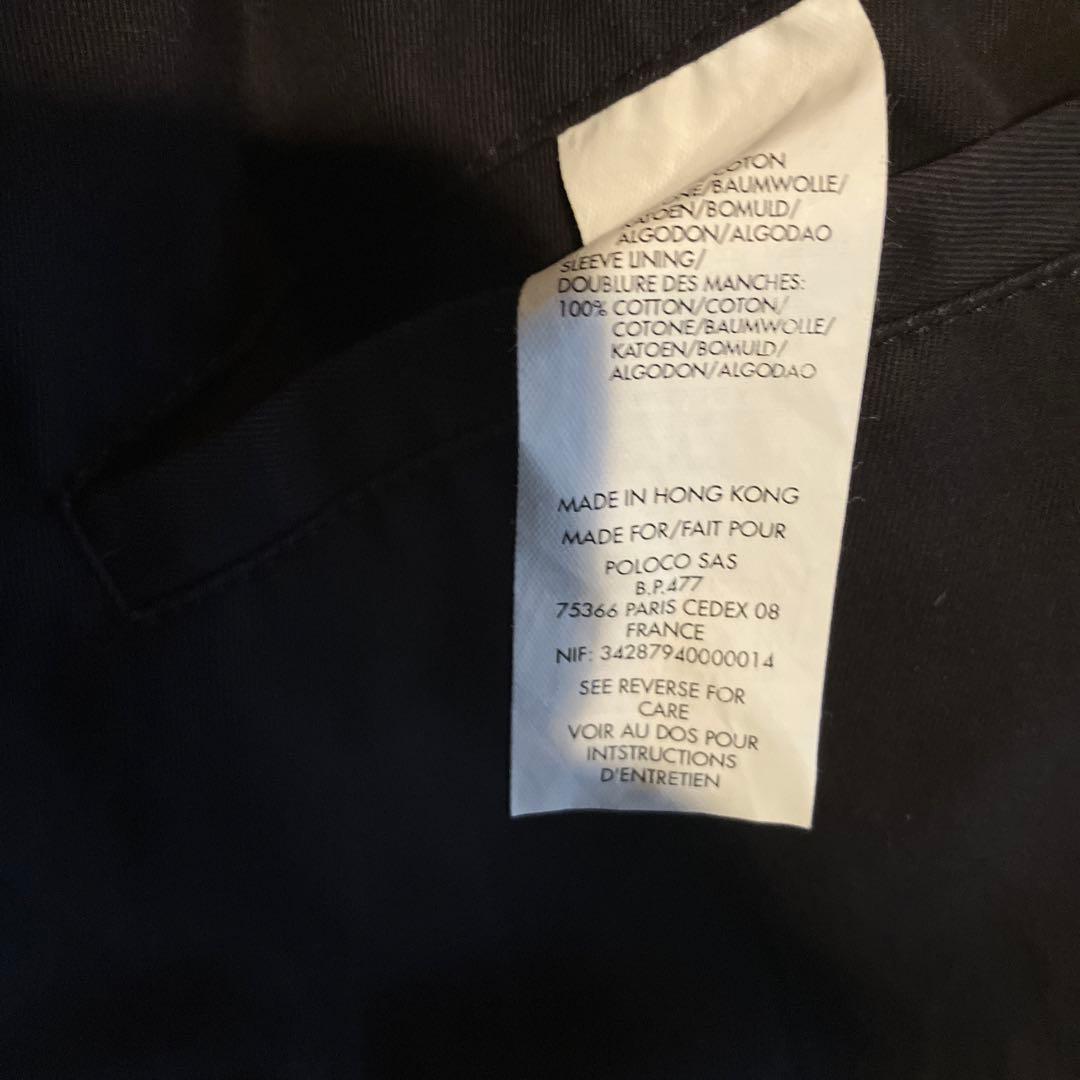 /BAUMWOLLE/
/BOMULD/
ALGODON/ALGODAO
SLEEVE LINING/
DOUBLURE DES MANCHES:
100% COTTON/COTON/
COTONE/BAUMWOLLE/
KATOEN/BOMULD/
ALGODON/ALGODAO
MADE IN HONG KONG
MADE FOR/FAIT POUR
POLOCO SAS
B.P.477
75366 PARIS CEDEX 08
FRANCE
NIF: 34287940000014
SEE REVERSE FOR
CARE
VOIR AU DOS POUR
INTSTRUCTIONS
D'ENTRETIEN